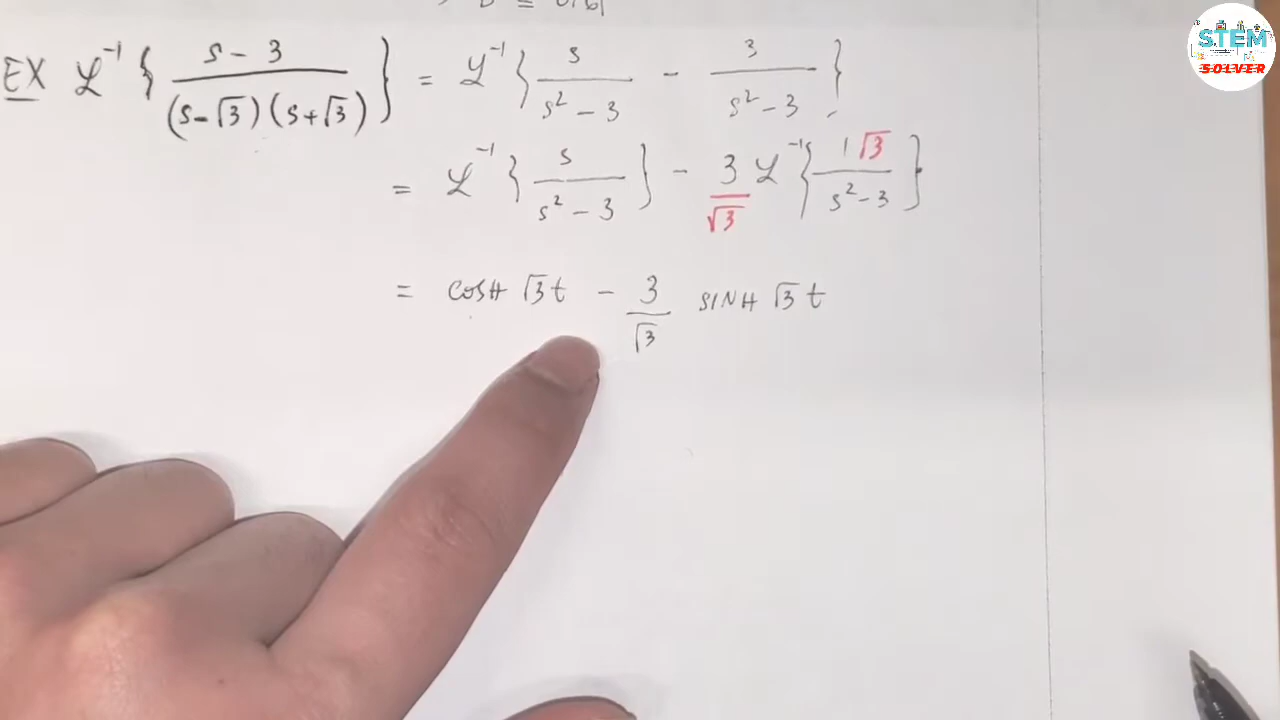 STEM
SOLVER
EX ℒ⁻¹ { (s - 3) / ((s-√3)(s+√3)) } = ℒ⁻¹ { s / (s² - 3) - 3 / (s² - 3) }
= ℒ⁻¹ { s / (s² - 3) } - 3/√3 ℒ⁻¹ { 1√3 / (s² - 3) }
= COSH √3 t - 3/√3 SINH √3 t